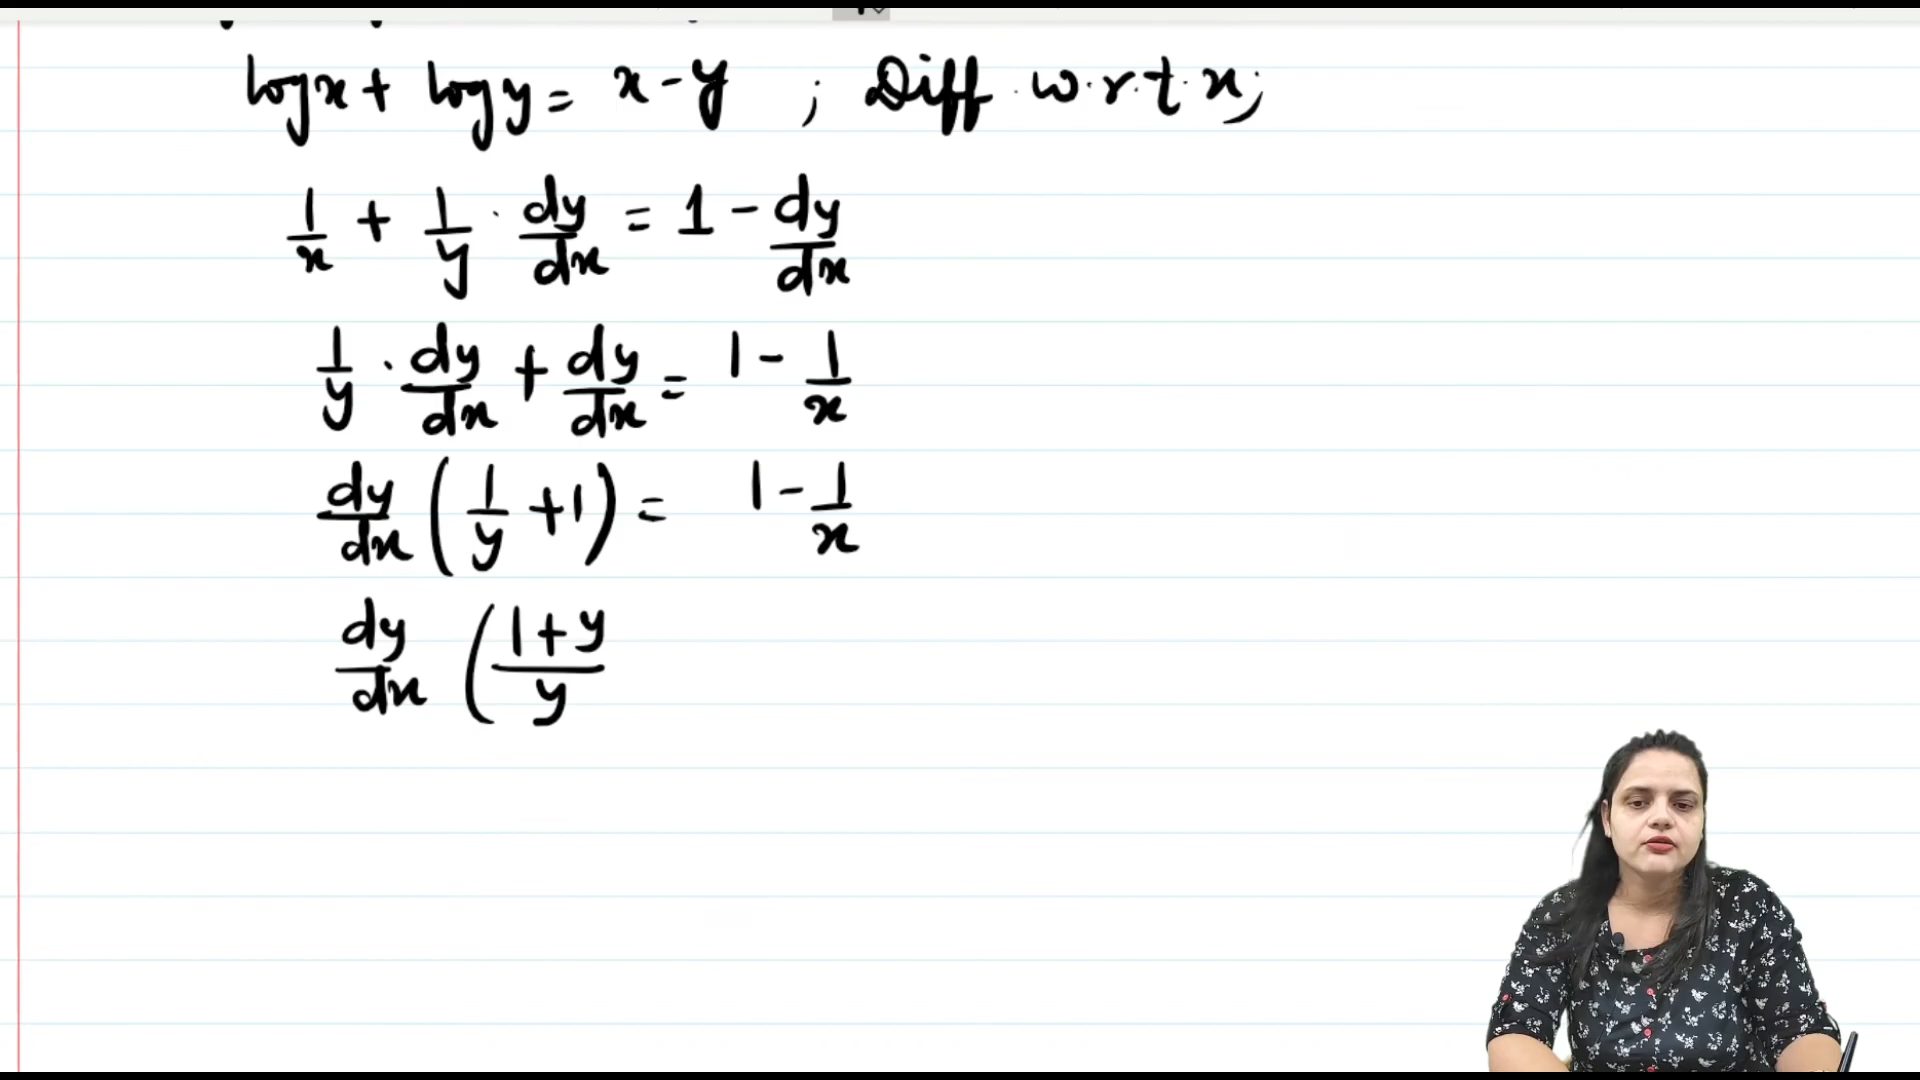 log x + log y = x - y ; Diff. w.r.t. x;
1/x + 1/y · dy/dx = 1 - dy/dx
1/y · dy/dx + dy/dx = 1 - 1/x
dy/dx (1/y + 1) = 1 - 1/x
dy/dx (1+y/y